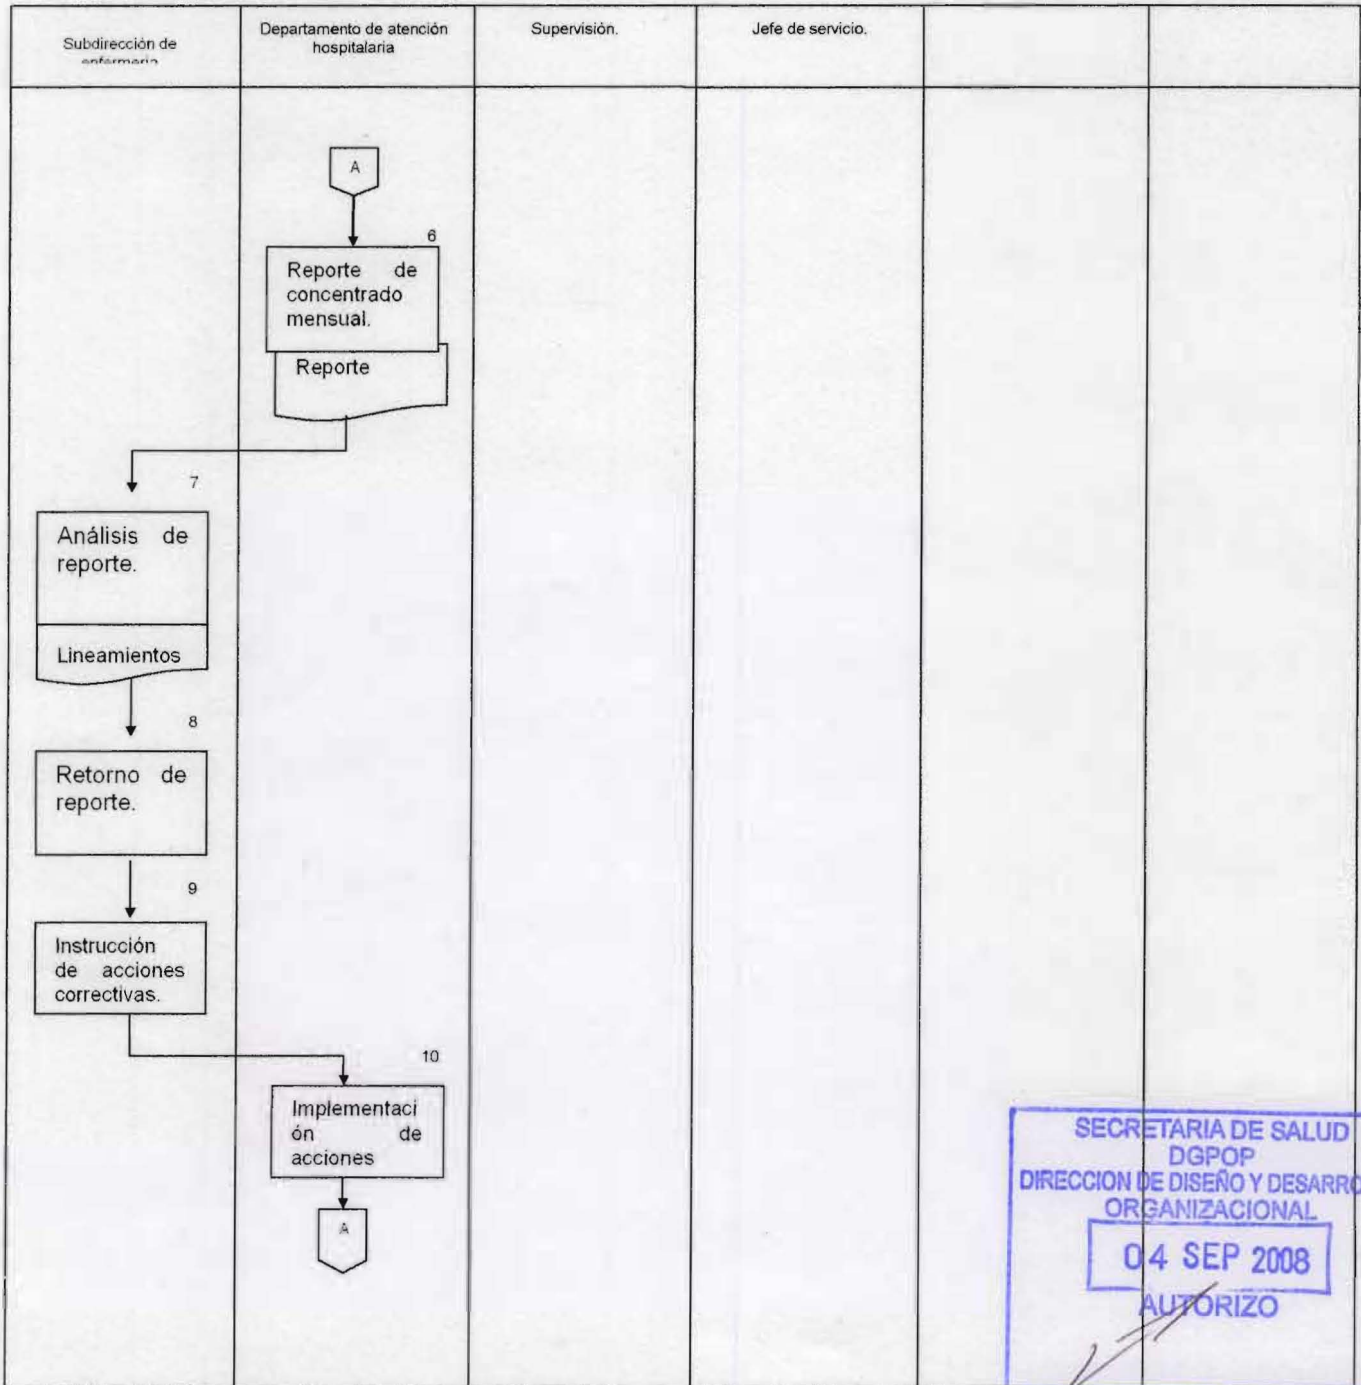 Subdirección de
enfermeria
Departamento de atención
hospitalaria
Supervisión.
Jefe de servicio.
A
6
Reporte de
concentrado
mensual.
Reporte
7
Análisis de
reporte.
Lineamientos
8
Retorno de
reporte.
9
Instrucción
de acciones
correctivas.
10
Implementaci
ón de
acciones
A
SECRETARIA DE SALUD
DGPOP
DIRECCION DE DISEÑO Y DESARRO
ORGANIZACIONAL
04 SEP 2008
AUTORIZO